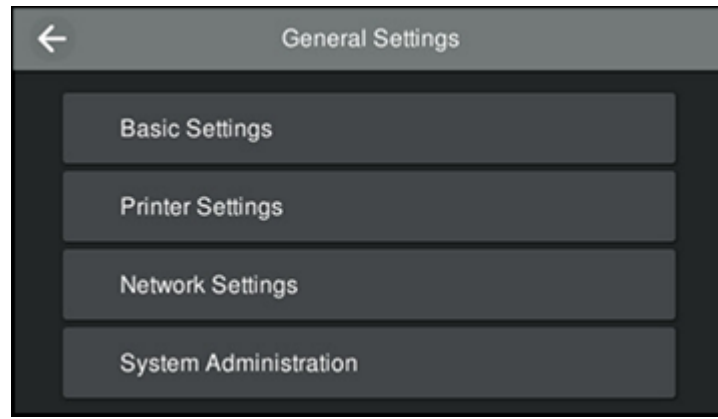 General Settings
Basic Settings
Printer Settings
Network Settings
System Administration